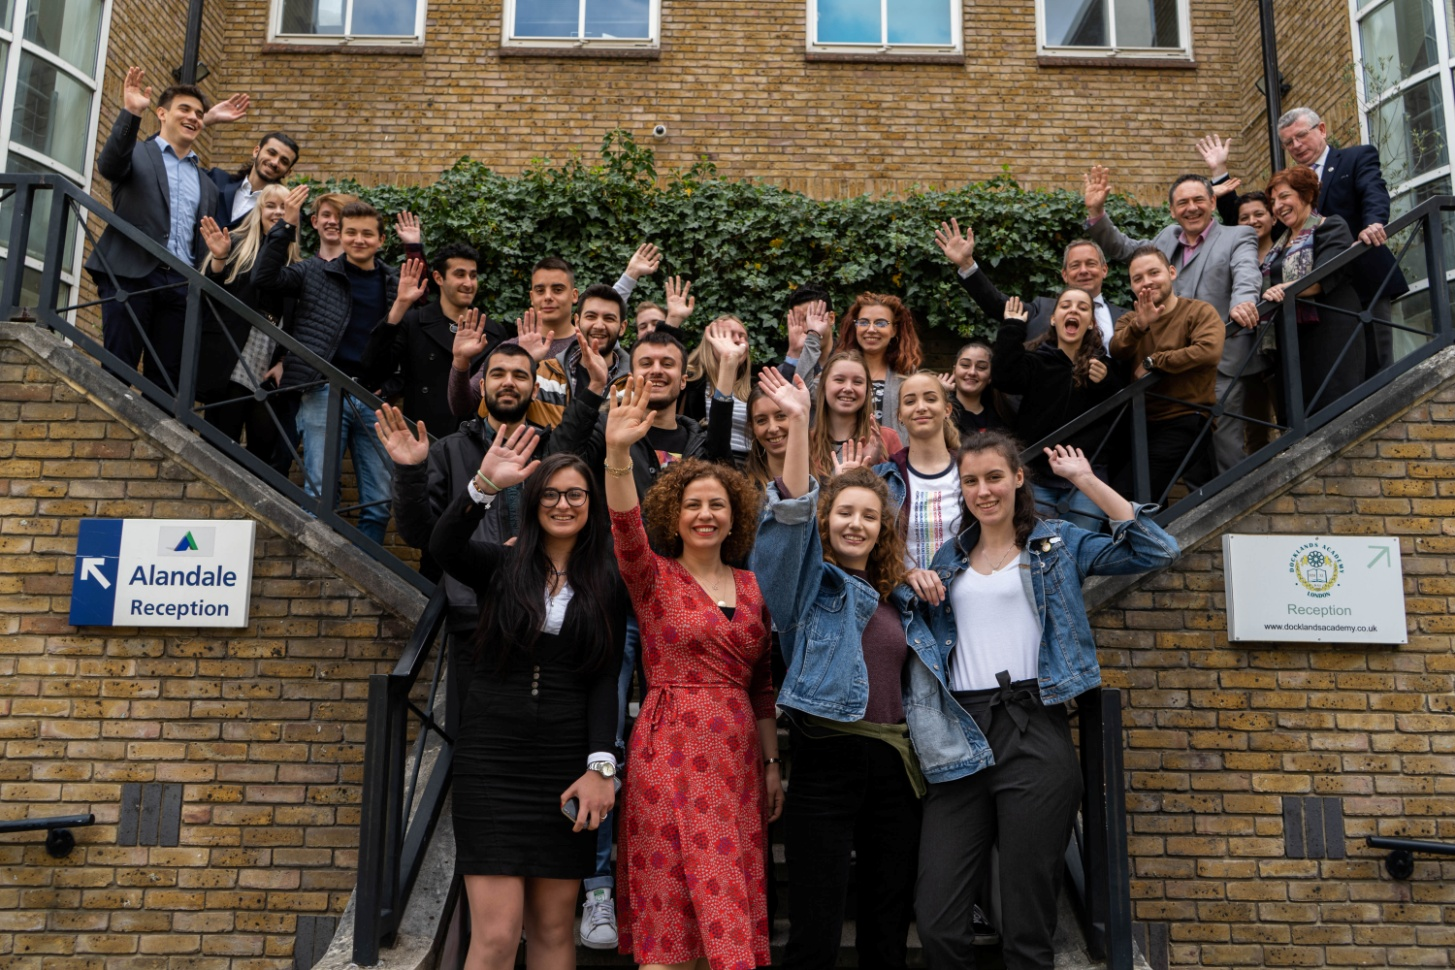 Alandale
Reception
DOCKLANDS ACADEMY
LONDON
Reception
www.docklandsacademy.co.uk